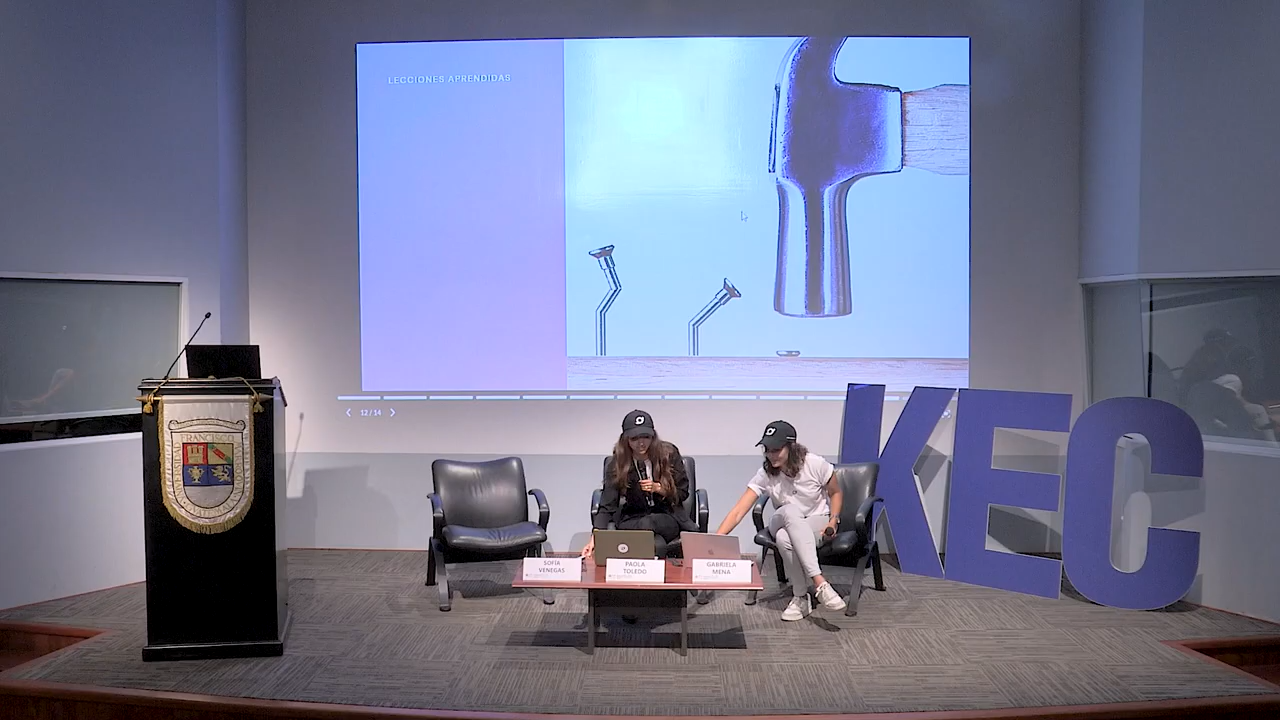 LECCIONES APRENDIDAS
12 / 14
KEC
FRANCISCO
SOFÍA
VENEGAS
PAOLA
TOLEDO
GABRIELA
MENA